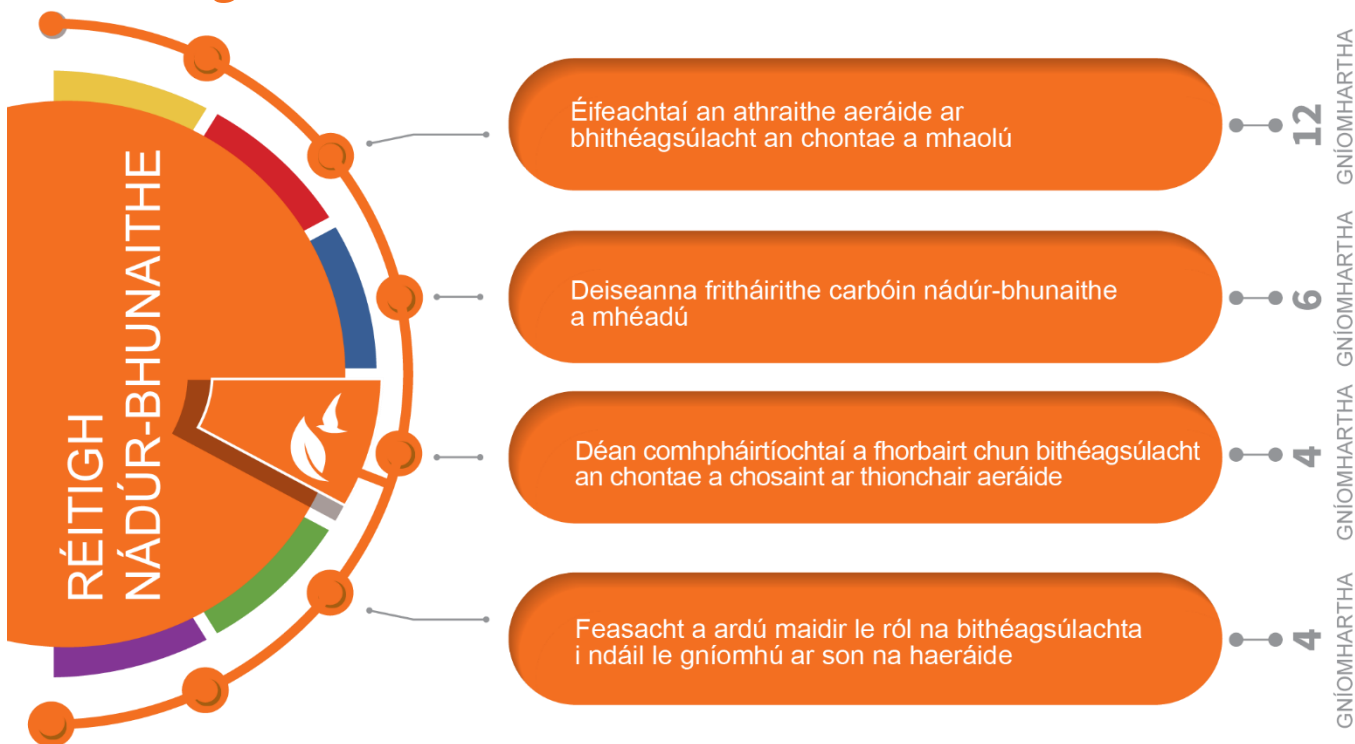 RÉITIGH
NÁDÚR-BHUNAITHE
Éifeachtaí an athraithe aeráide ar
bhithéagsúlacht an chontae a mhaolú
12
GNÍOMHARTHA
Deiseanna fritháirithe carbóin nádúr-bhunaithe
a mhéadú
6
GNÍOMHARTHA
Déan comhpháirtíochtaí a fhorbairt chun bithéagsúlacht
an chontae a chosaint ar thionchair aeráide
4
GNÍOMHARTHA
Feasacht a ardú maidir le ról na bithéagsúlachta
i ndáil le gníomhú ar son na haeráide
4
GNÍOMHARTHA